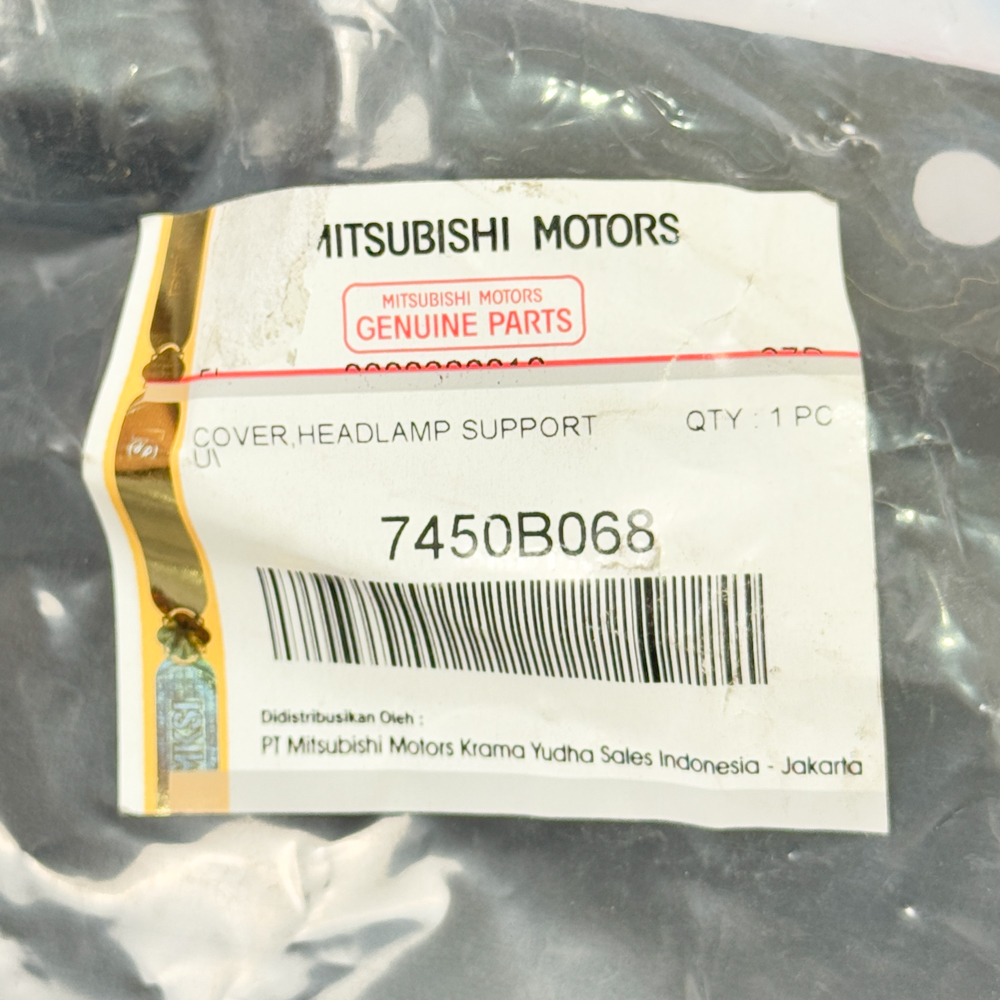 MITSUBISHI MOTORS
MITSUBISHI MOTORS
GENUINE PARTS
COVER,HEADLAMP SUPPORT QTY : 1 PC
7450B068
Didistribusikan Oleh :
PT Mitsubishi Motors Krama Yudha Sales Indonesia - Jakarta
MKSI